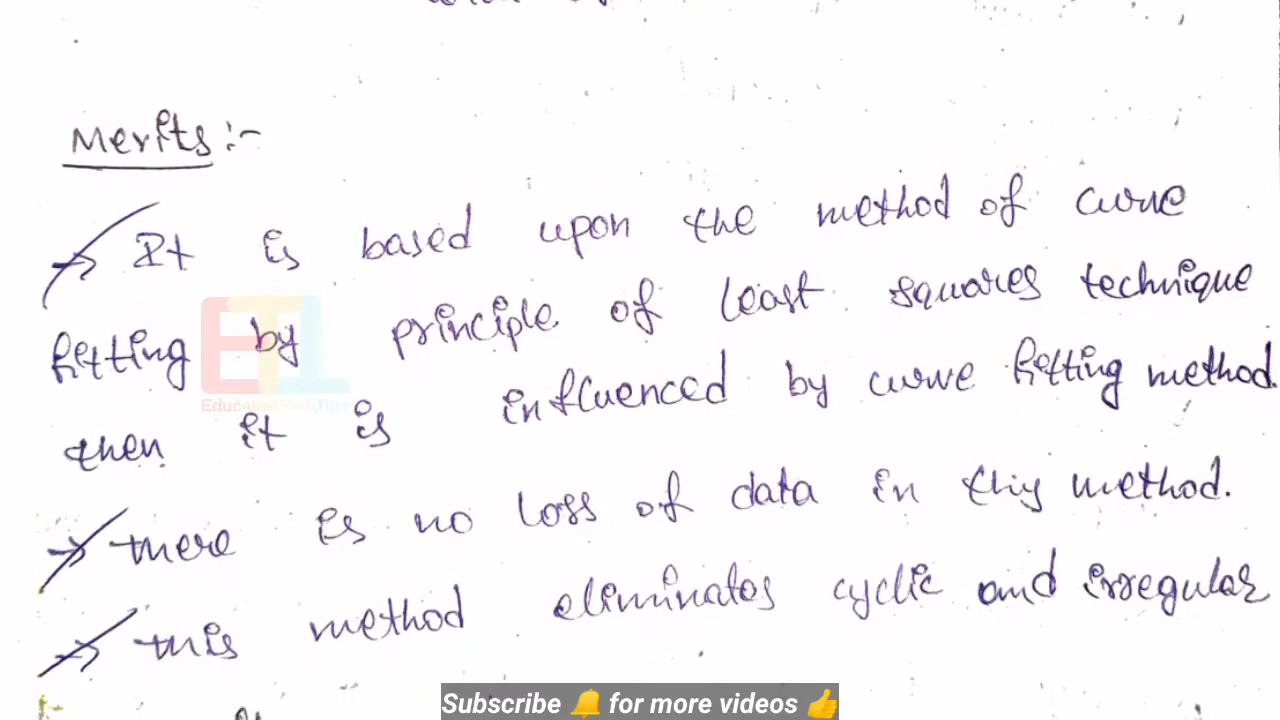 Merits :-
→ It is based upon the method of curve
fitting by principle of least squares technique
then it is influenced by curve fitting method.
→ There is no loss of data in this method.
→ This method eliminates cyclic and irregular
Subscribe 🔔 for more videos 👍